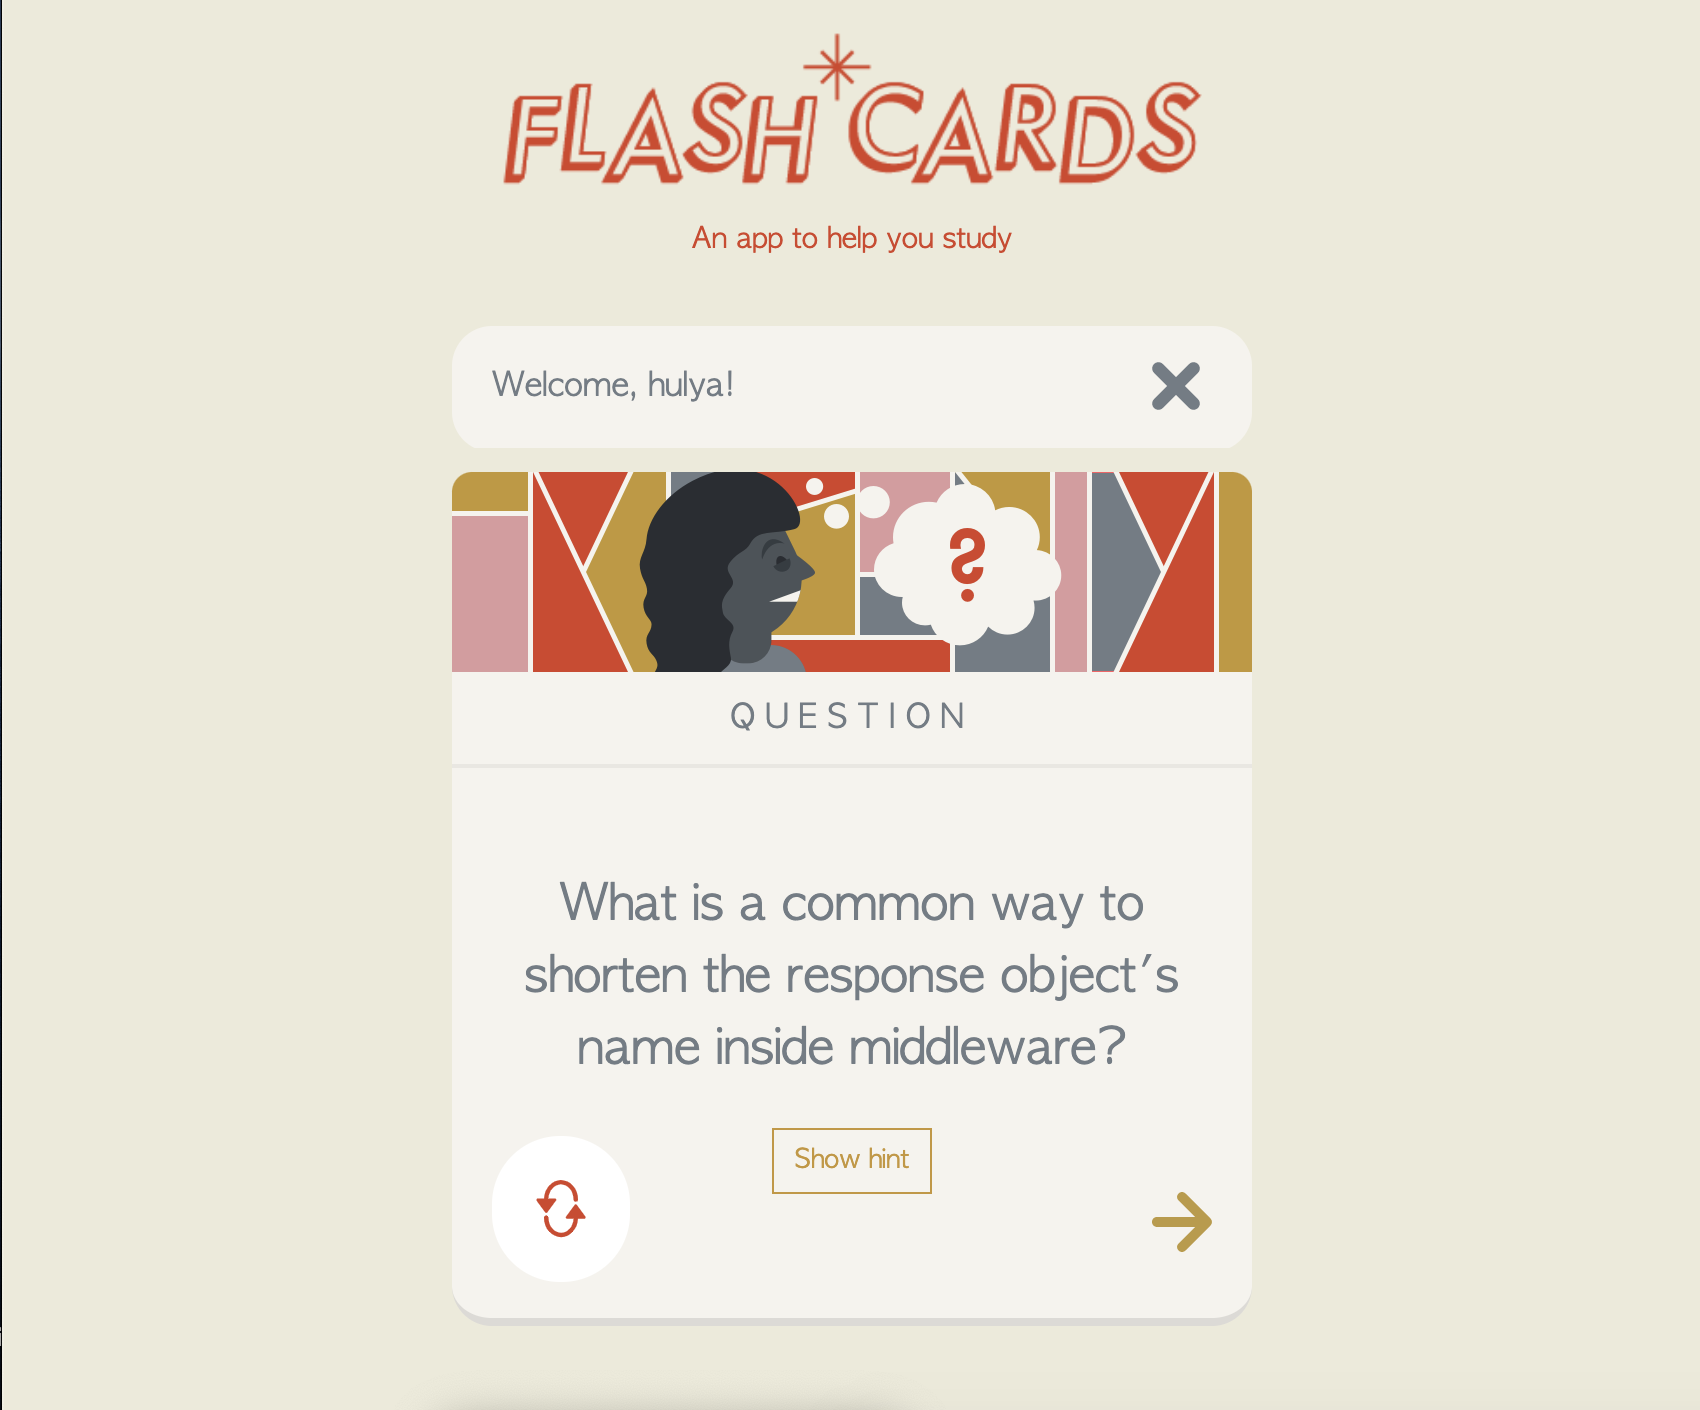 FLASH CARDS
An app to help you study
Welcome, hulya!
?
QUESTION
What is a common way to
shorten the response object's
name inside middleware?
Show hint